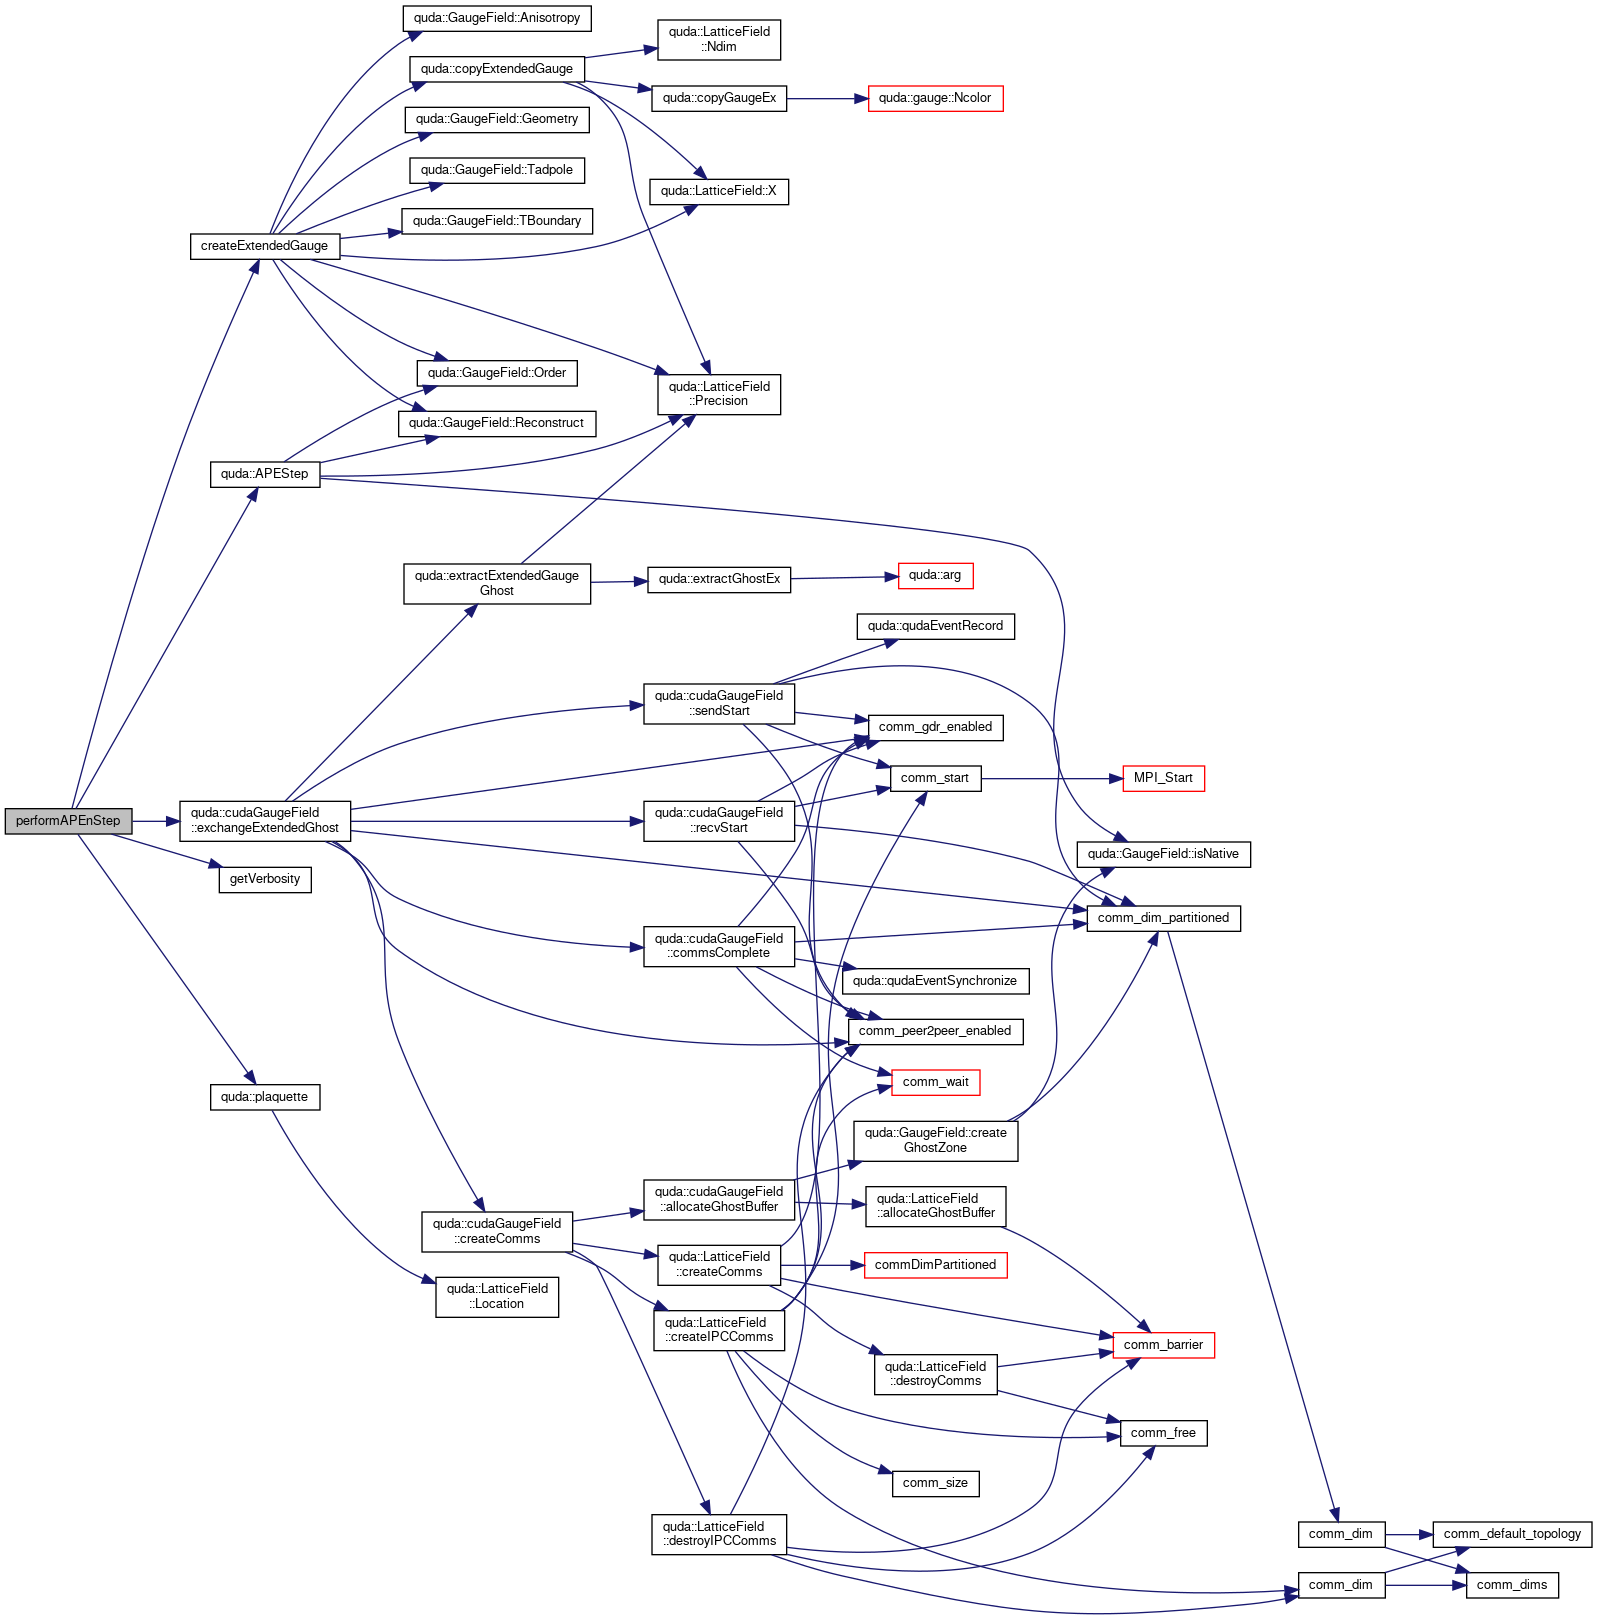 quda::GaugeField::Anisotropy
quda::LatticeField
::Ndim
quda::copyExtendedGauge
quda::copyGaugeEx
quda::gauge::Ncolor
quda::GaugeField::Geometry
quda::GaugeField::Tadpole
quda::LatticeField::X
quda::GaugeField::TBoundary
createExtendedGauge
quda::GaugeField::Order
quda::LatticeField
::Precision
quda::GaugeField::Reconstruct
quda::APEStep
quda::extractExtendedGauge
Ghost
quda::extractGhostEx
quda::arg
quda::qudaEventRecord
quda::cudaGaugeField
::sendStart
comm_gdr_enabled
comm_start
MPI_Start
performAPEnStep
quda::cudaGaugeField
::exchangeExtendedGhost
quda::cudaGaugeField
::recvStart
quda::GaugeField::isNative
getVerbosity
comm_dim_partitioned
quda::cudaGaugeField
::commsComplete
quda::qudaEventSynchronize
comm_peer2peer_enabled
comm_wait
quda::plaquette
quda::GaugeField::create
GhostZone
quda::cudaGaugeField
::allocateGhostBuffer
quda::LatticeField
::allocateGhostBuffer
quda::cudaGaugeField
::createComms
quda::LatticeField
::createComms
commDimPartitioned
quda::LatticeField
::Location
quda::LatticeField
::createIPCComms
comm_barrier
quda::LatticeField
::destroyComms
comm_free
comm_size
quda::LatticeField
::destroyIPCComms
comm_dim
comm_default_topology
comm_dim
comm_dims